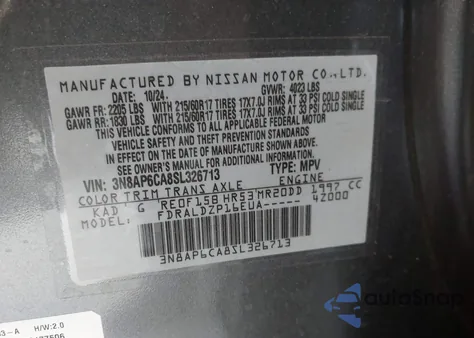 MANUFACTURED BY NISSAN MOTOR CO., LTD.
DATE: 10/24 GVWR: 4023 LBS
GAWR FR: 2205 LBS WITH 215/60R17 TIRES 17X7.0J RIMS AT 33 PSI COLD SINGLE
GAWR RR: 1830 LBS WITH 215/60R17 TIRES 17X7.0J RIMS AT 33 PSI COLD SINGLE
THIS VEHICLE CONFORMS TO ALL APPLICABLE FEDERAL MOTOR
VEHICLE SAFETY AND THEFT PREVENTION STANDARDS
IN EFFECT ON THE DATE OF MANUFACTURE SHOWN ABOVE.
SEE OWNER'S MANUAL FOR ADDITIONAL INFORMATION
VIN: 3N8AP6CA8SL326713 TYPE: MPV
COLOR TRIM TRANS AXLE ENGINE
KAD G RE0F15B HR53 MR20DD 1997 CC
MODEL: FDRALDZP16EUA----- 42000
3N8AP6CA8SL326713
AutoSnap
3-A H/W:2.0